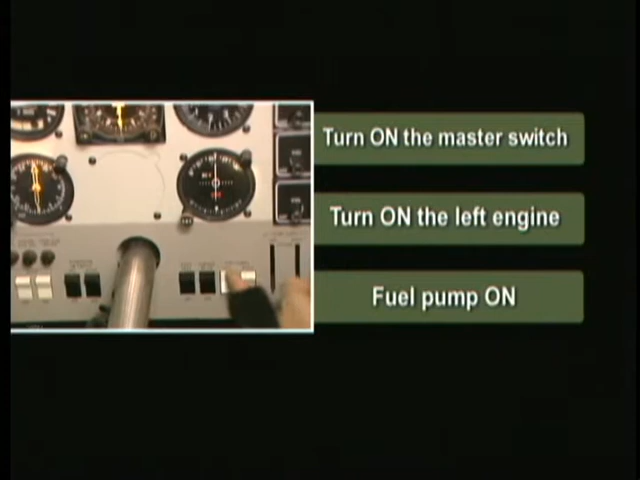 Turn ON the master switch
Turn ON the left engine
Fuel pump ON